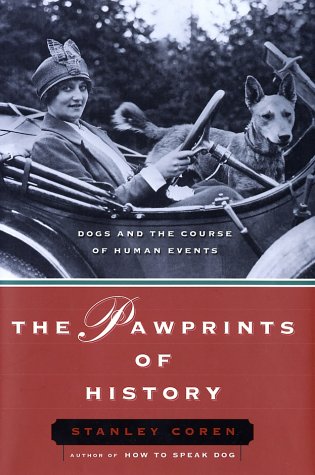 DOGS AND THE COURSE
OF HUMAN EVENTS
THE PAWPRINTS
OF
HISTORY
STANLEY COREN
AUTHOR OF HOW TO SPEAK DOG